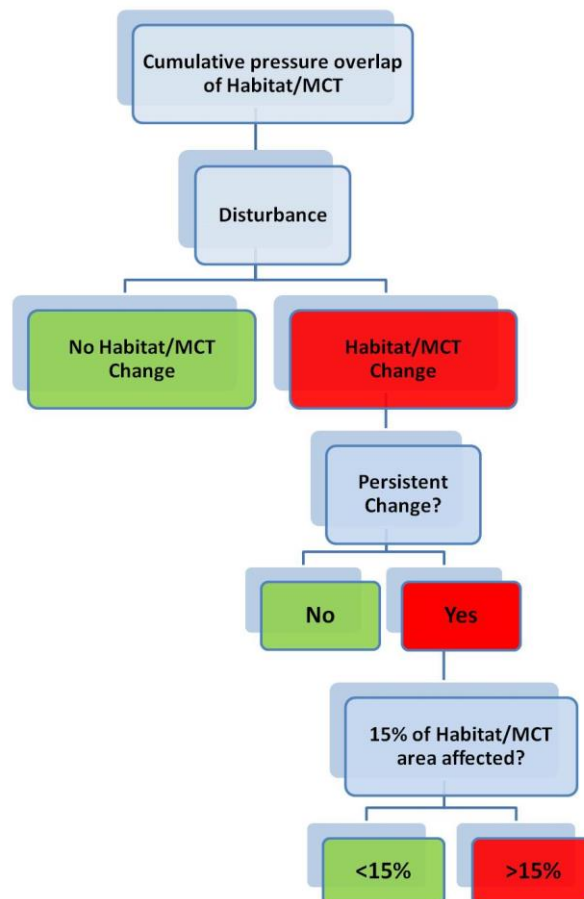 Cumulative pressure overlap
of Habitat/MCT
Disturbance
No Habitat/MCT
Change
Habitat/MCT
Change
Persistent
Change?
No
Yes
15% of Habitat/MCT
area affected?
<15%
>15%